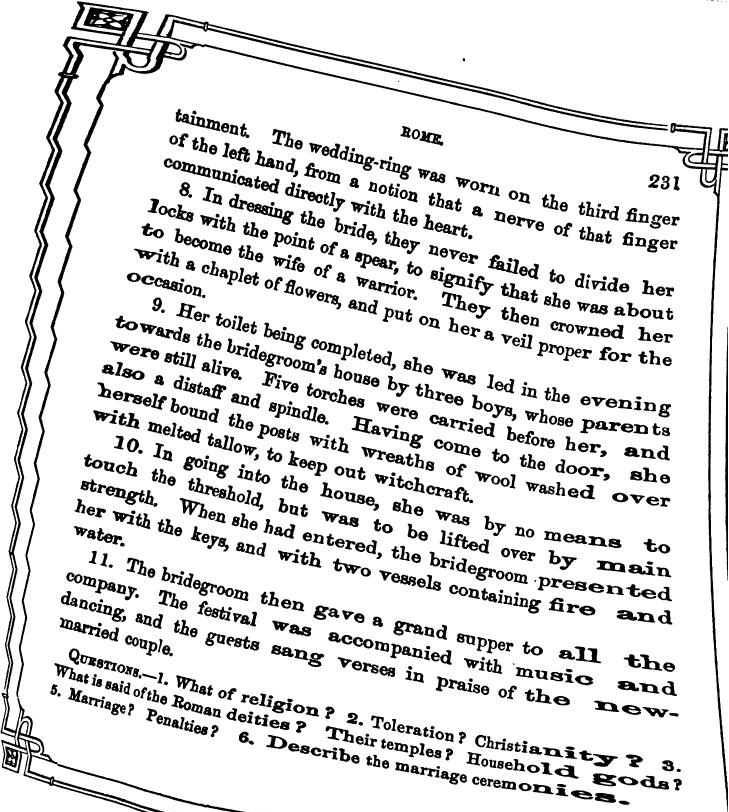 ROME.
231
tainment. The wedding-ring was worn on the third finger
of the left hand, from a notion that a nerve of that finger
communicated directly with the heart.
8. In dressing the bride, they never failed to divide her
locks with the point of a spear, to signify that she was about
to become the wife of a warrior. They then crowned her
with a chaplet of flowers, and put on her a veil proper for the
occasion.
9. Her toilet being completed, she was led in the evening
towards the bridegroom's house by three boys, whose parents
were still alive. Five torches were carried before her, and
also a distaff and spindle. Having come to the door, she
herself bound the posts with wreaths of wool washed over
with melted tallow, to keep out witchcraft.
10. In going into the house, she was by no means to
touch the threshold, but was to be lifted over by main
strength. When she had entered, the bridegroom presented
her with the keys, and with two vessels containing fire and
water.
11. The bridegroom then gave a grand supper to all the
company. The festival was accompanied with music and
dancing, and the guests sang verses in praise of the new-
married couple.
QUESTIONS.—1. What of religion? 2. Toleration? Christianity? 3.
What is said of the Roman deities? Their temples? Household gods?
5. Marriage? Penalties? 6. Describe the marriage ceremonies.